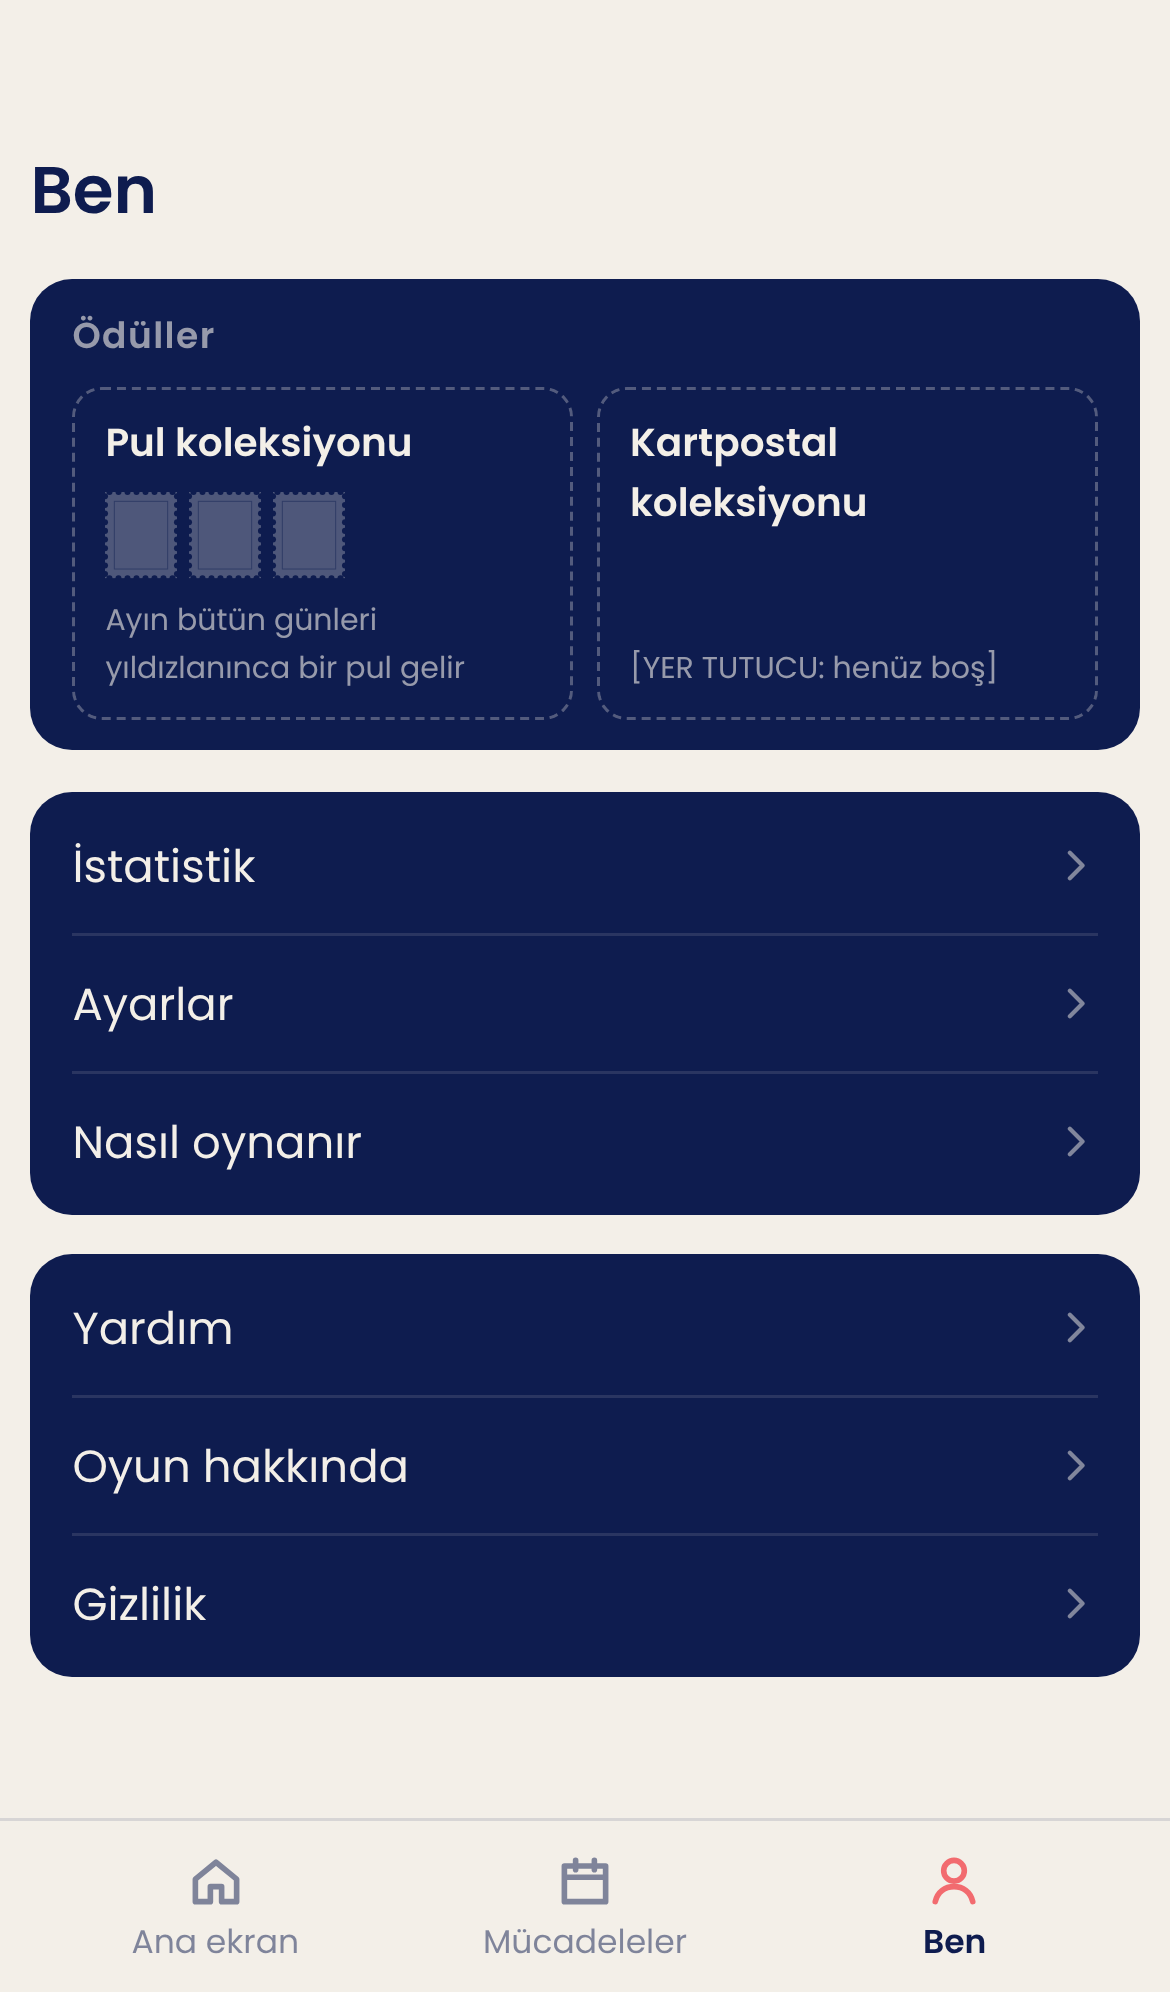 Ben
Ödüller
Pul koleksiyonu
Ayın bütün günleri
yıldızlanınca bir pul gelir
Kartpostal
koleksiyonu
[YER TUTUCU: henüz boş]
İstatistik
Ayarlar
Nasıl oynanır
Yardım
Oyun hakkında
Gizlilik
Ana ekran
Mücadeleler
Ben